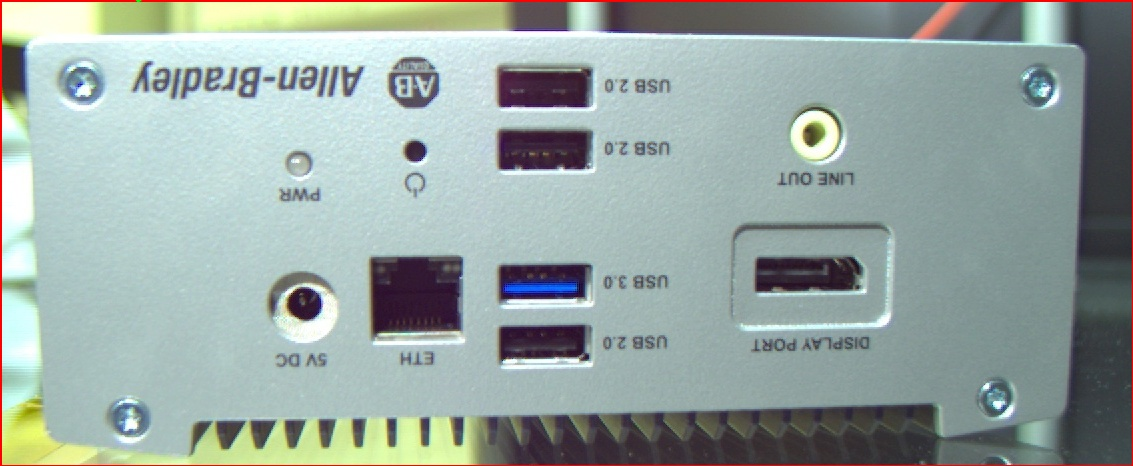 DISPLAY PORT
USB 2.0
ETH
5V DC
USB 3.0
LINE OUT
PWR
USB 2.0
USB 2.0
A-B
QUALITY
Allen-Bradley